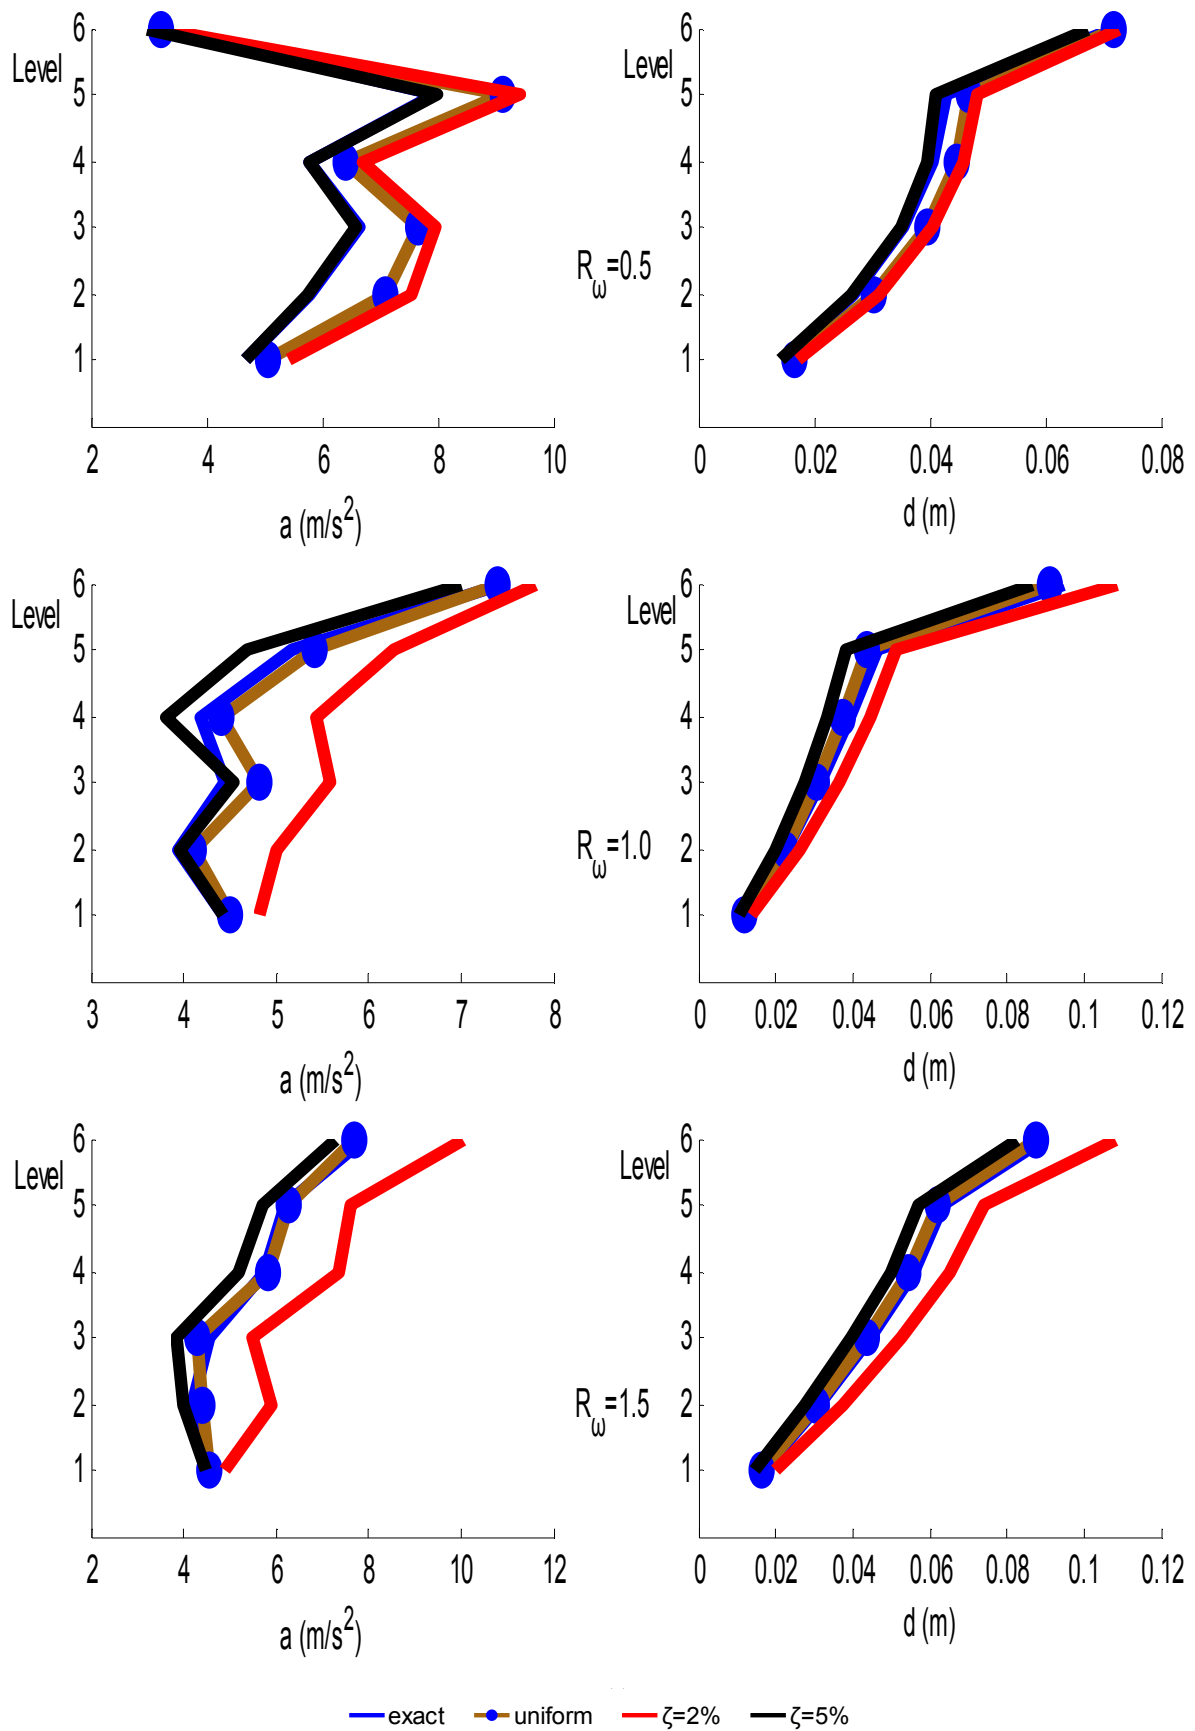 6
Level
5
4
3
2
1
2 4 6 8 10
a (m/s²)
6
Level
5
4
3
2
1
0 0.02 0.04 0.06 0.08
d (m)
R_ω=0.5
6
Level
5
4
3
2
1
3 4 5 6 7 8
a (m/s²)
6
Level
5
4
3
2
1
0 0.02 0.04 0.06 0.08 0.1 0.12
d (m)
R_ω=1.0
6
Level
5
4
3
2
1
2 4 6 8 10 12
a (m/s²)
6
Level
5
4
3
2
1
0 0.02 0.04 0.06 0.08 0.1 0.12
d (m)
R_ω=1.5
exact uniform ζ=2% ζ=5%